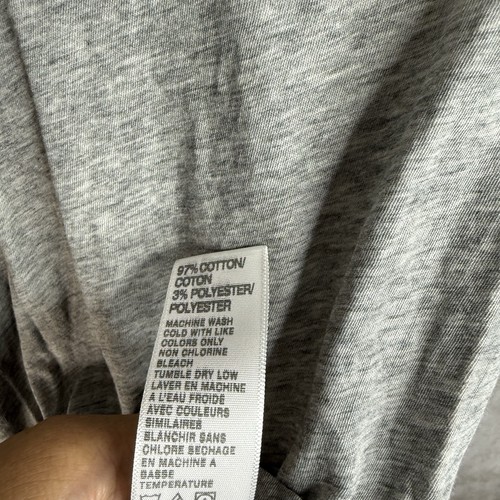 97% COTTON/
COTON
3% POLYESTER/
POLYESTER
MACHINE WASH
COLD WITH LIKE
COLORS ONLY
NON CHLORINE
BLEACH
TUMBLE DRY LOW
LAVER EN MACHINE
A L'EAU FROIDE
AVEC COULEURS
SIMILAIRES
BLANCHIR SANS
CHLORE SECHAGE
EN MACHINE A
BASSE
TEMPERATURE